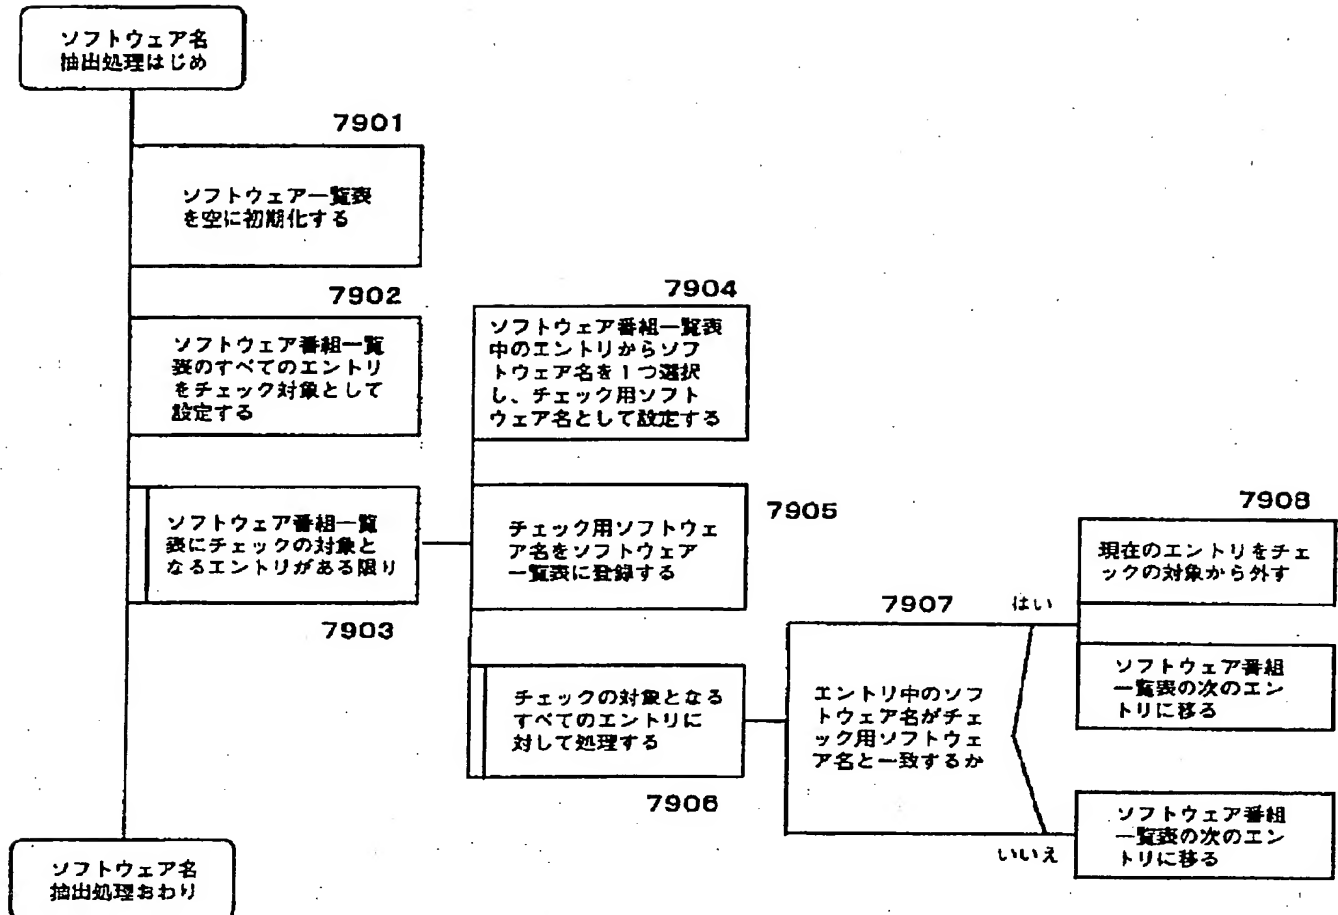 ソフトウェア名
抽出処理はじめ
7901
ソフトウェア一覧表
を空に初期化する
7902
ソフトウェア番組一覧
表のすべてのエントリ
をチェック対象として
設定する
ソフトウェア番組一覧
表にチェックの対象と
なるエントリがある限り
7903
7904
ソフトウェア番組一覧表
中のエントリからソフ
トウェア名を1つ選択
し、チェック用ソフト
ウェア名として設定する
7905
チェック用ソフトウェ
ア名をソフトウェア
一覧表に登録する
チェックの対象となる
すべてのエントリに
対して処理する
7906
7907
エントリ中のソフ
トウェア名がチェ
ック用ソフトウェ
ア名と一致するか
はい
7908
現在のエントリをチェ
ックの対象から外す
ソフトウェア番組
一覧表の次のエン
トリに移る
いいえ
ソフトウェア番組
一覧表の次のエン
トリに移る
ソフトウェア名
抽出処理おわり